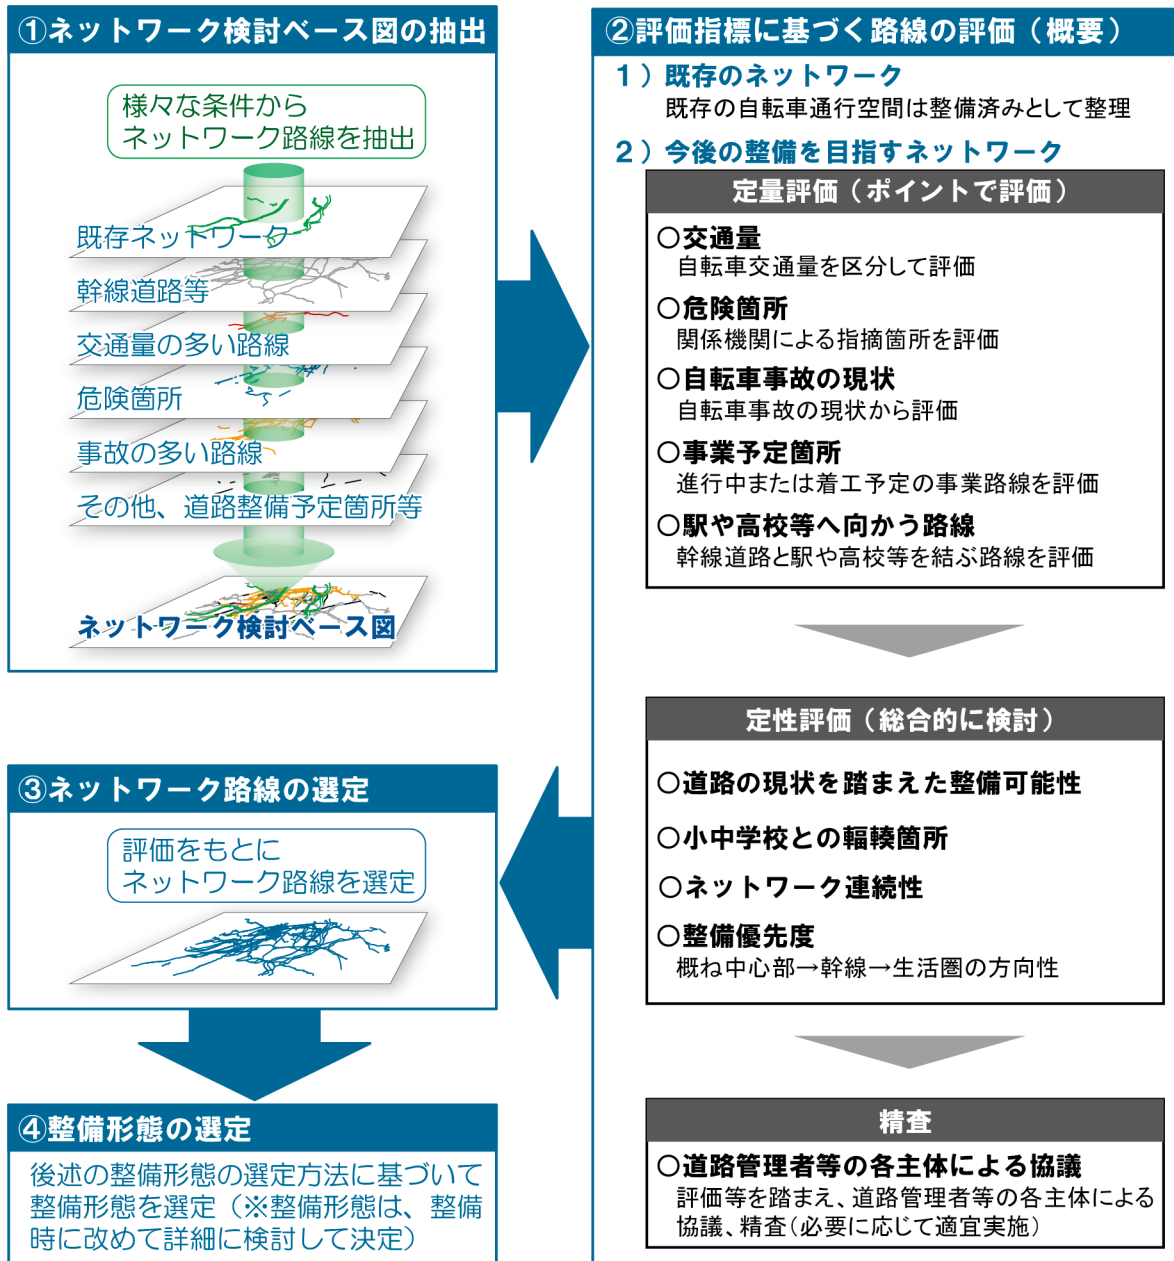 ①ネットワーク検討ベース図の抽出
様々な条件から
ネットワーク路線を抽出
既存ネットワーク
幹線道路等
交通量の多い路線
危険箇所
事故の多い路線
その他、道路整備予定箇所等
ネットワーク検討ベース図
②評価指標に基づく路線の評価（概要）
1）既存のネットワーク
既存の自転車通行空間は整備済みとして整理
2）今後の整備を目指すネットワーク
定量評価（ポイントで評価）
○交通量
自転車交通量を区分して評価
○危険箇所
関係機関による指摘箇所を評価
○自転車事故の現状
自転車事故の現状から評価
○事業予定箇所
進行中または着工予定の事業路線を評価
○駅や高校等へ向かう路線
幹線道路と駅や高校等を結ぶ路線を評価
定性評価（総合的に検討）
○道路の現状を踏まえた整備可能性
○小中学校との輻輳箇所
○ネットワーク連続性
○整備優先度
概ね中心部→幹線→生活圏の方向性
精査
○道路管理者等の各主体による協議
評価等を踏まえ、道路管理者等の各主体による
協議、精査（必要に応じて適宜実施）
③ネットワーク路線の選定
評価をもとに
ネットワーク路線を選定
④整備形態の選定
後述の整備形態の選定方法に基づいて
整備形態を選定（※整備形態は、整備
時に改めて詳細に検討して決定）